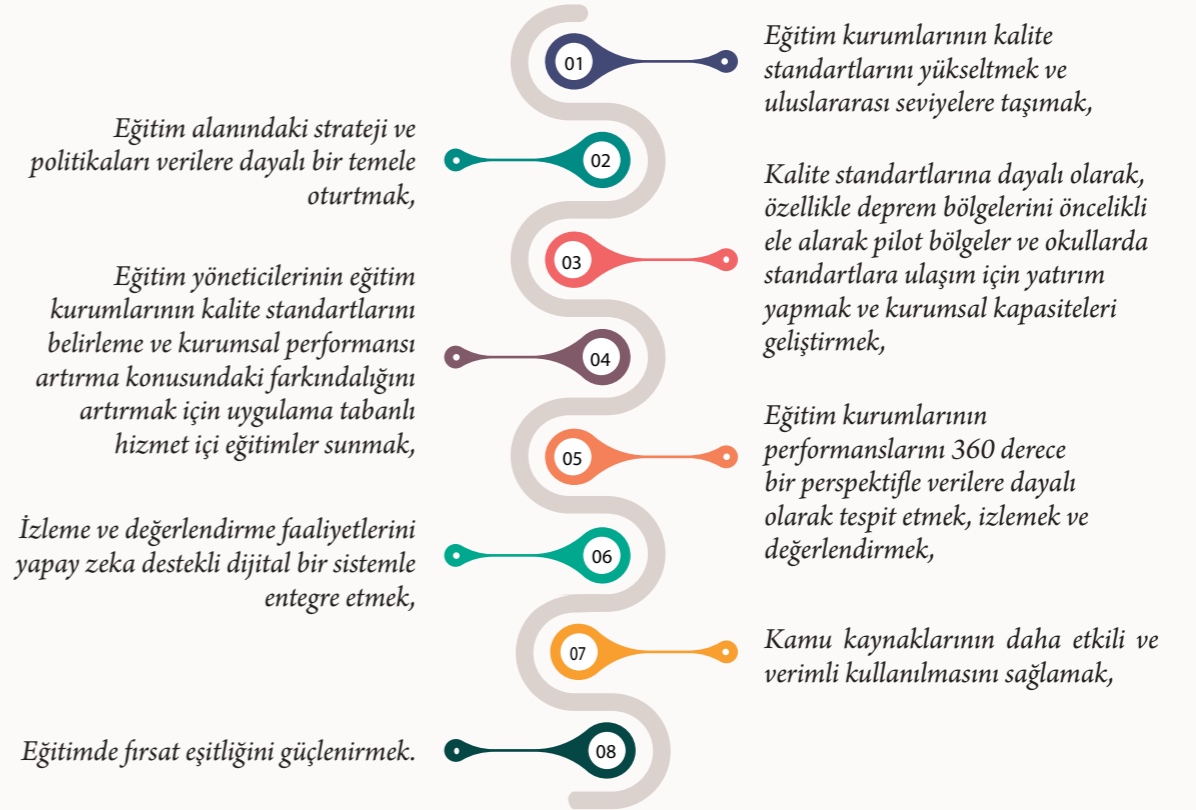 01
Eğitim kurumlarının kalite
standartlarını yükseltmek ve
uluslararası seviyelere taşımak,
02
Eğitim alanındaki strateji ve
politikaları verilere dayalı bir temele
oturtmak,
03
Kalite standartlarına dayalı olarak,
özellikle deprem bölgelerini öncelikli
ele alarak pilot bölgeler ve okullarda
standartlara ulaşım için yatırım
yapmak ve kurumsal kapasiteleri
geliştirmek,
04
Eğitim yöneticilerinin eğitim
kurumlarının kalite standartlarını
belirleme ve kurumsal performansı
artırma konusundaki farkındalığını
artırmak için uygulama tabanlı
hizmet içi eğitimler sunmak,
05
Eğitim kurumlarının
performanslarını 360 derece
bir perspektifle verilere dayalı
olarak tespit etmek, izlemek ve
değerlendirmek,
06
İzleme ve değerlendirme faaliyetlerini
yapay zeka destekli dijital bir sistemle
entegre etmek,
07
Kamu kaynaklarının daha etkili ve
verimli kullanılmasını sağlamak,
08
Eğitimde fırsat eşitliğini güçlenirmek.